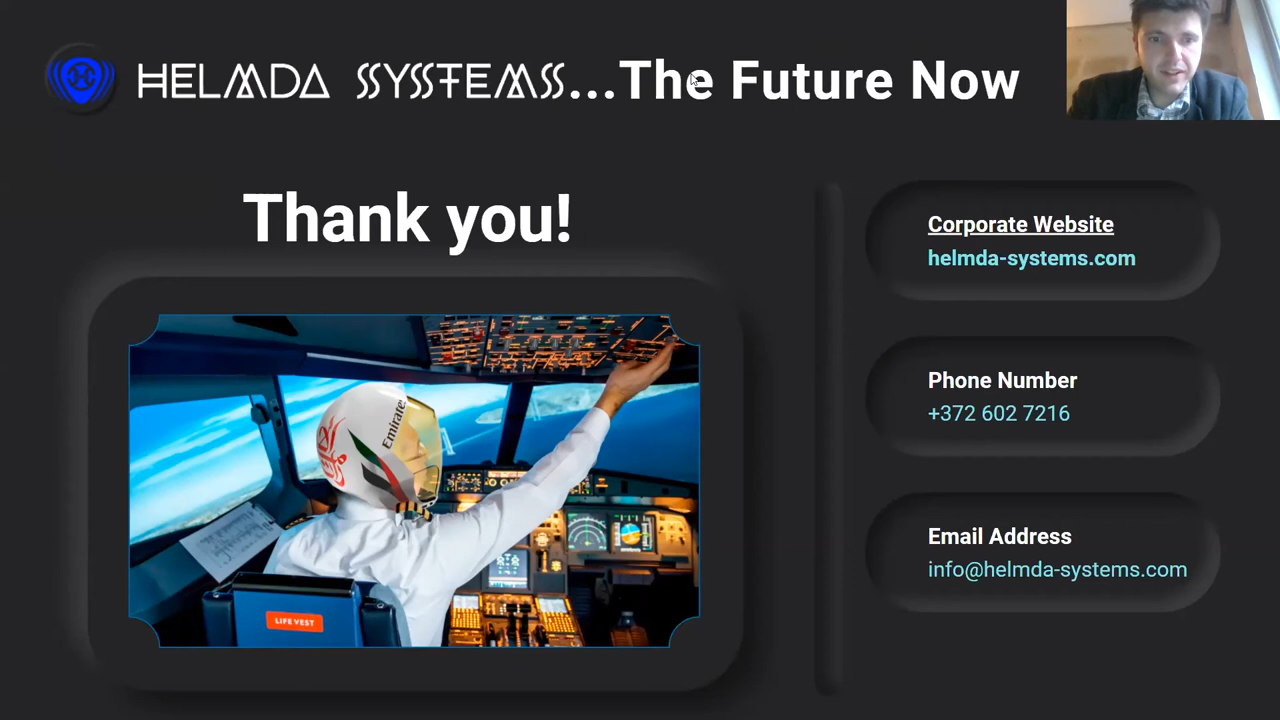 HELMDA SYSTEMS...The Future Now
Thank you!
Emirates
LIFE VEST
Corporate Website
helmda-systems.com
Phone Number
+372 602 7216
Email Address
info@helmda-systems.com